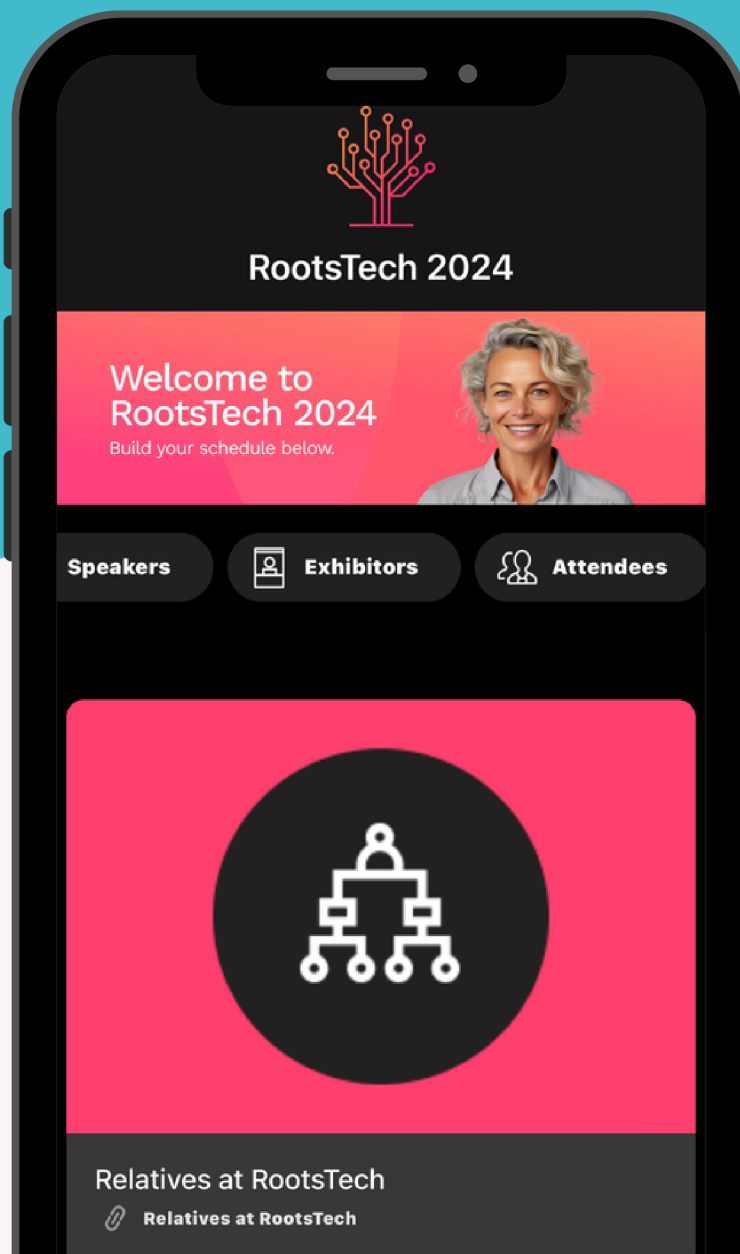 RootsTech 2024
Welcome to
RootsTech 2024
Build your schedule below.
Speakers
Exhibitors
Attendees
Relatives at RootsTech
Relatives at RootsTech